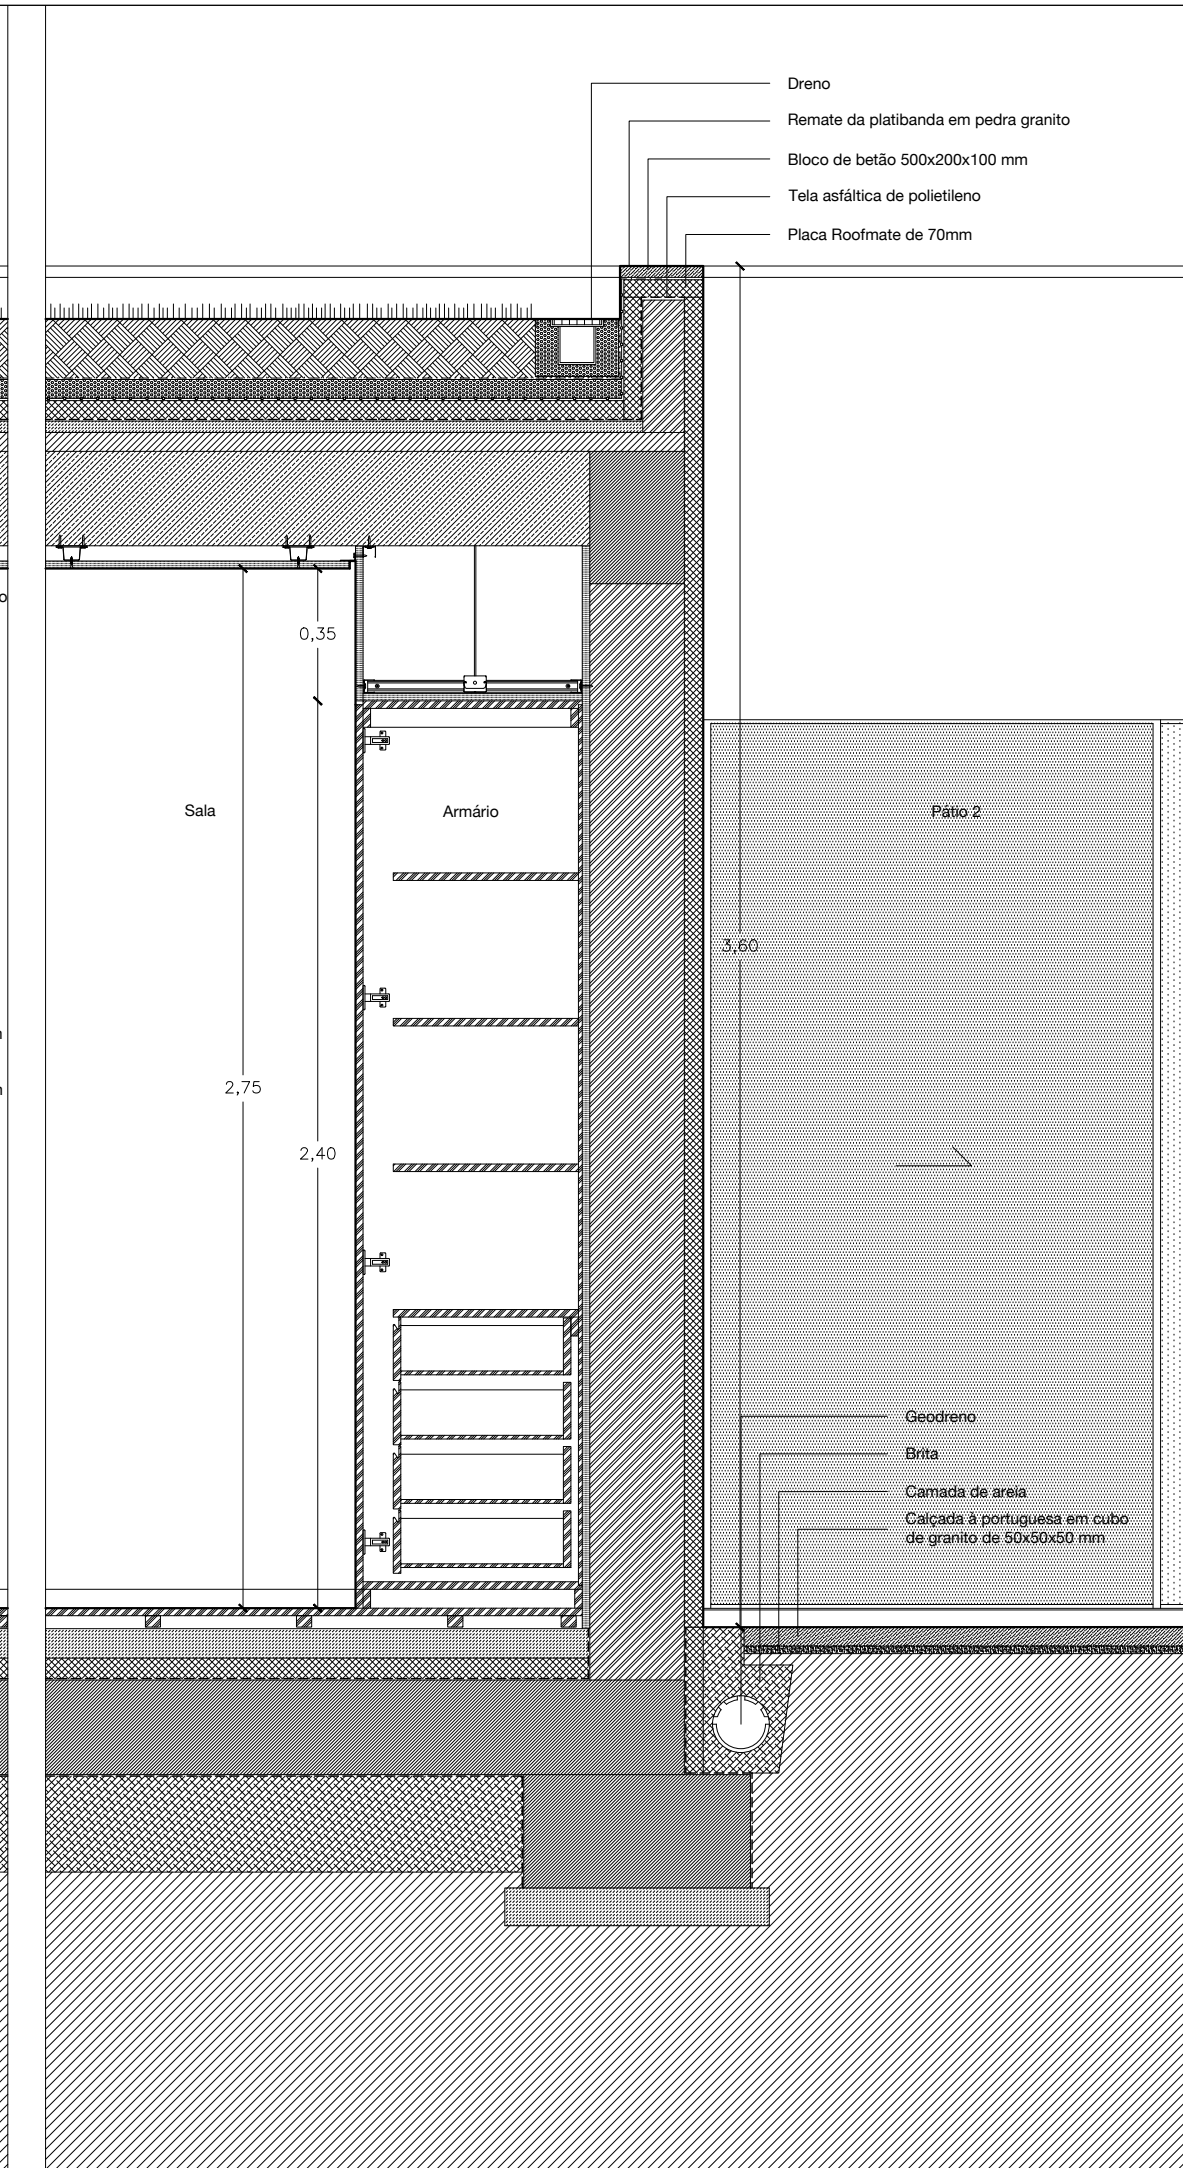 Dreno
Remate da platibanda em pedra granito
Bloco de betão 500x200x100 mm
Tela asfáltica de polietileno
Placa Roofmate de 70mm
o
0,35
Sala
Armário
Pátio 2
3,60
2,75
2,40
Geodreno
Brita
Camada de areia
Calçada à portuguesa em cubo
de granito de 50x50x50 mm